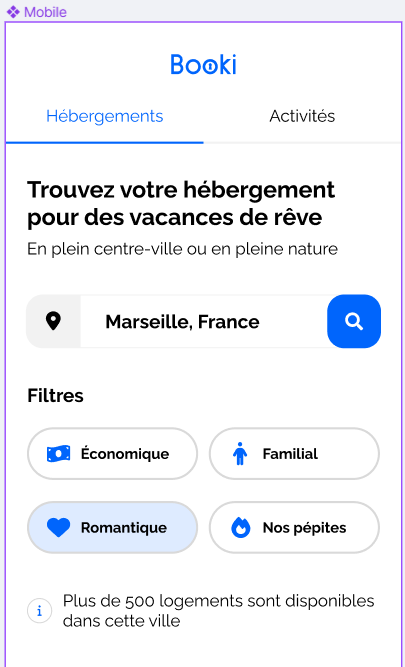 Mobile
Booki
Hébergements
Activités
Trouvez votre hébergement
pour des vacances de rêve
En plein centre-ville ou en pleine nature
Marseille, France
Filtres
Économique
Familial
Romantique
Nos pépites
i
Plus de 500 logements sont disponibles
dans cette ville